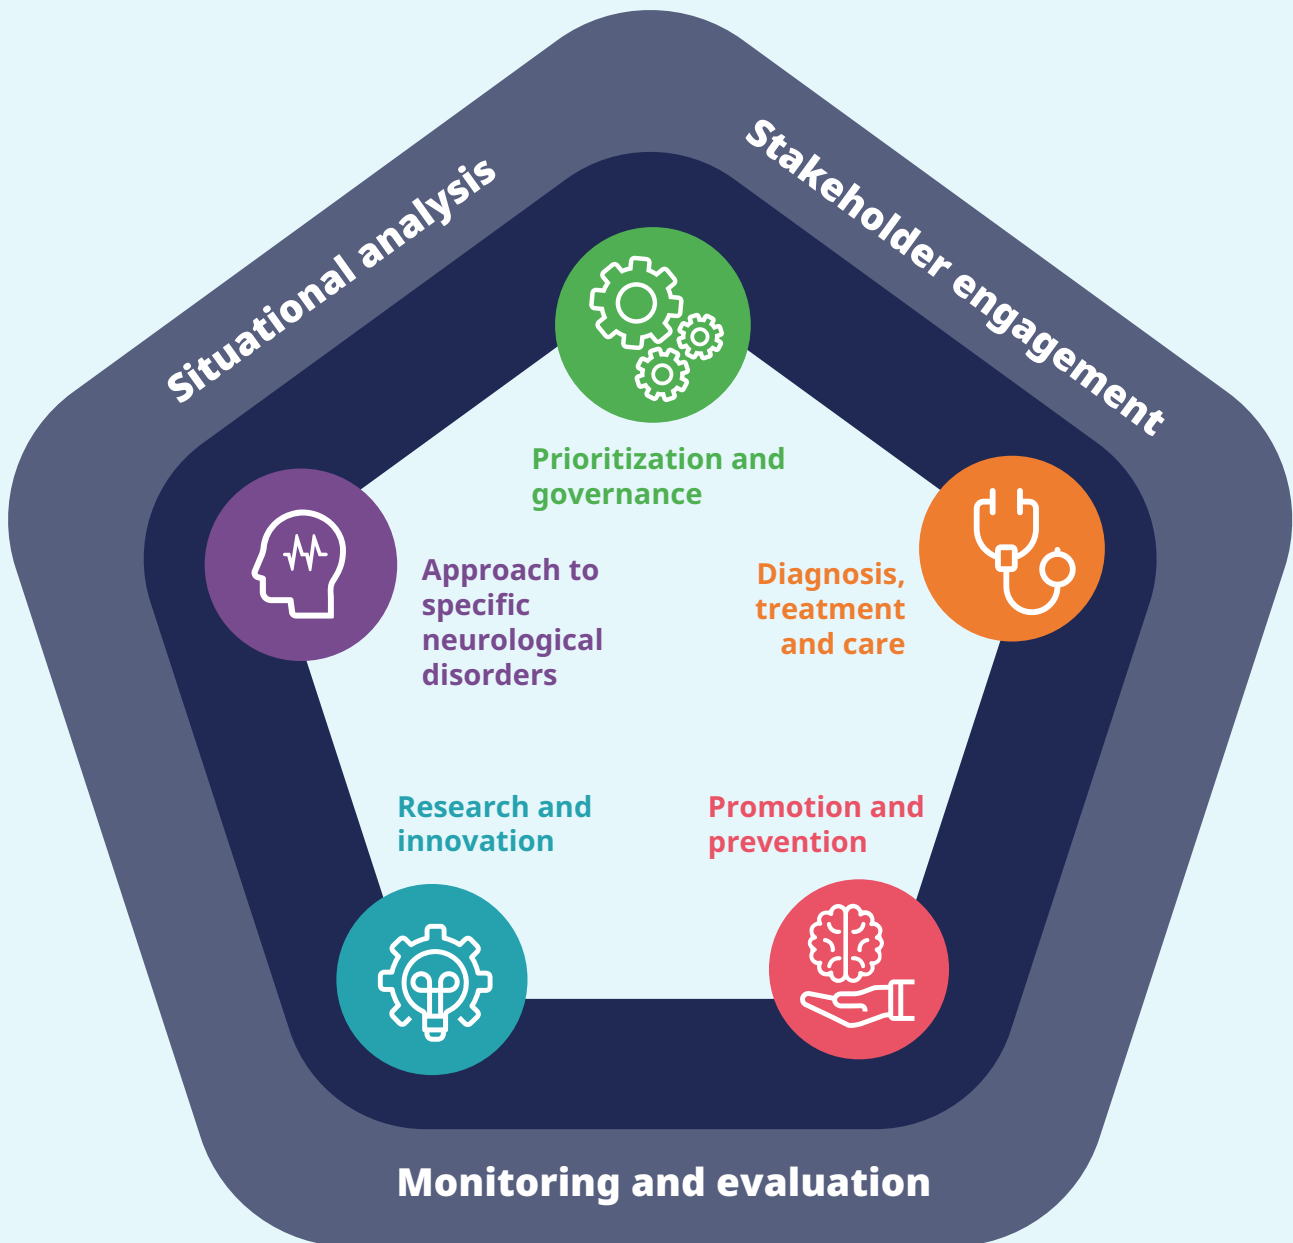 Situational analysis
Stakeholder engagement
Prioritization and
governance
Approach to
specific
neurological
disorders
Diagnosis,
treatment
and care
Research and
innovation
Promotion and
prevention
Monitoring and evaluation